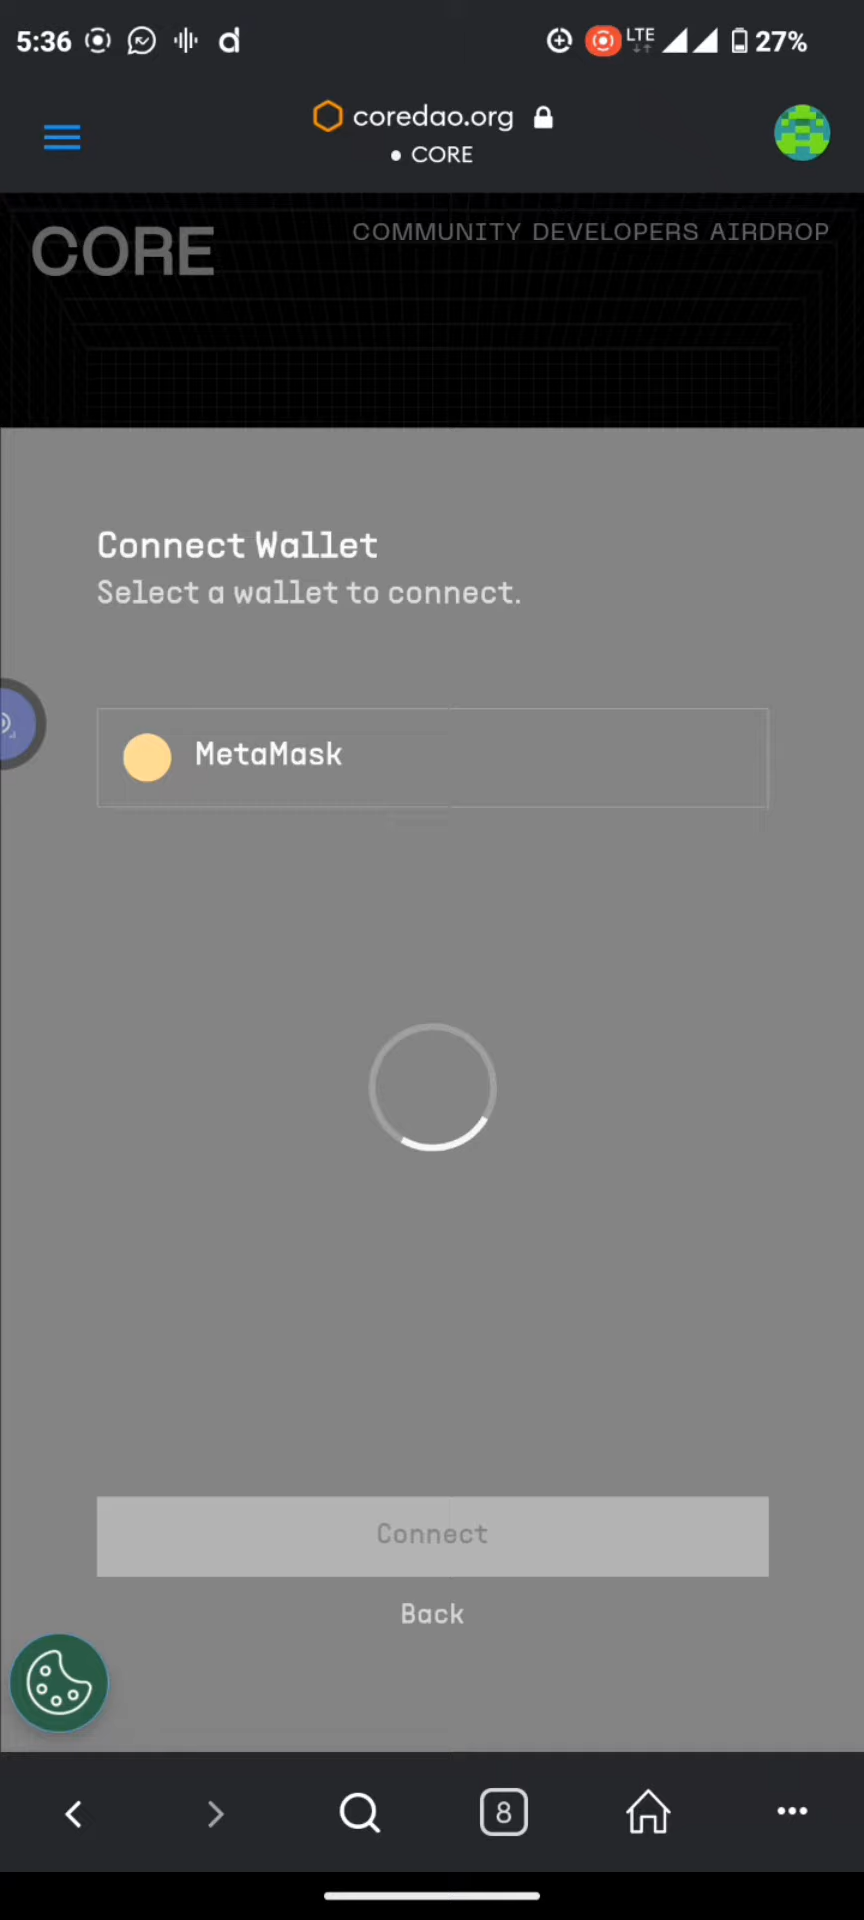 5:36
LTE
27%
coredao.org
CORE
CORE
COMMUNITY DEVELOPERS AIRDROP
Connect Wallet
Select a wallet to connect.
MetaMask
Connect
Back
8